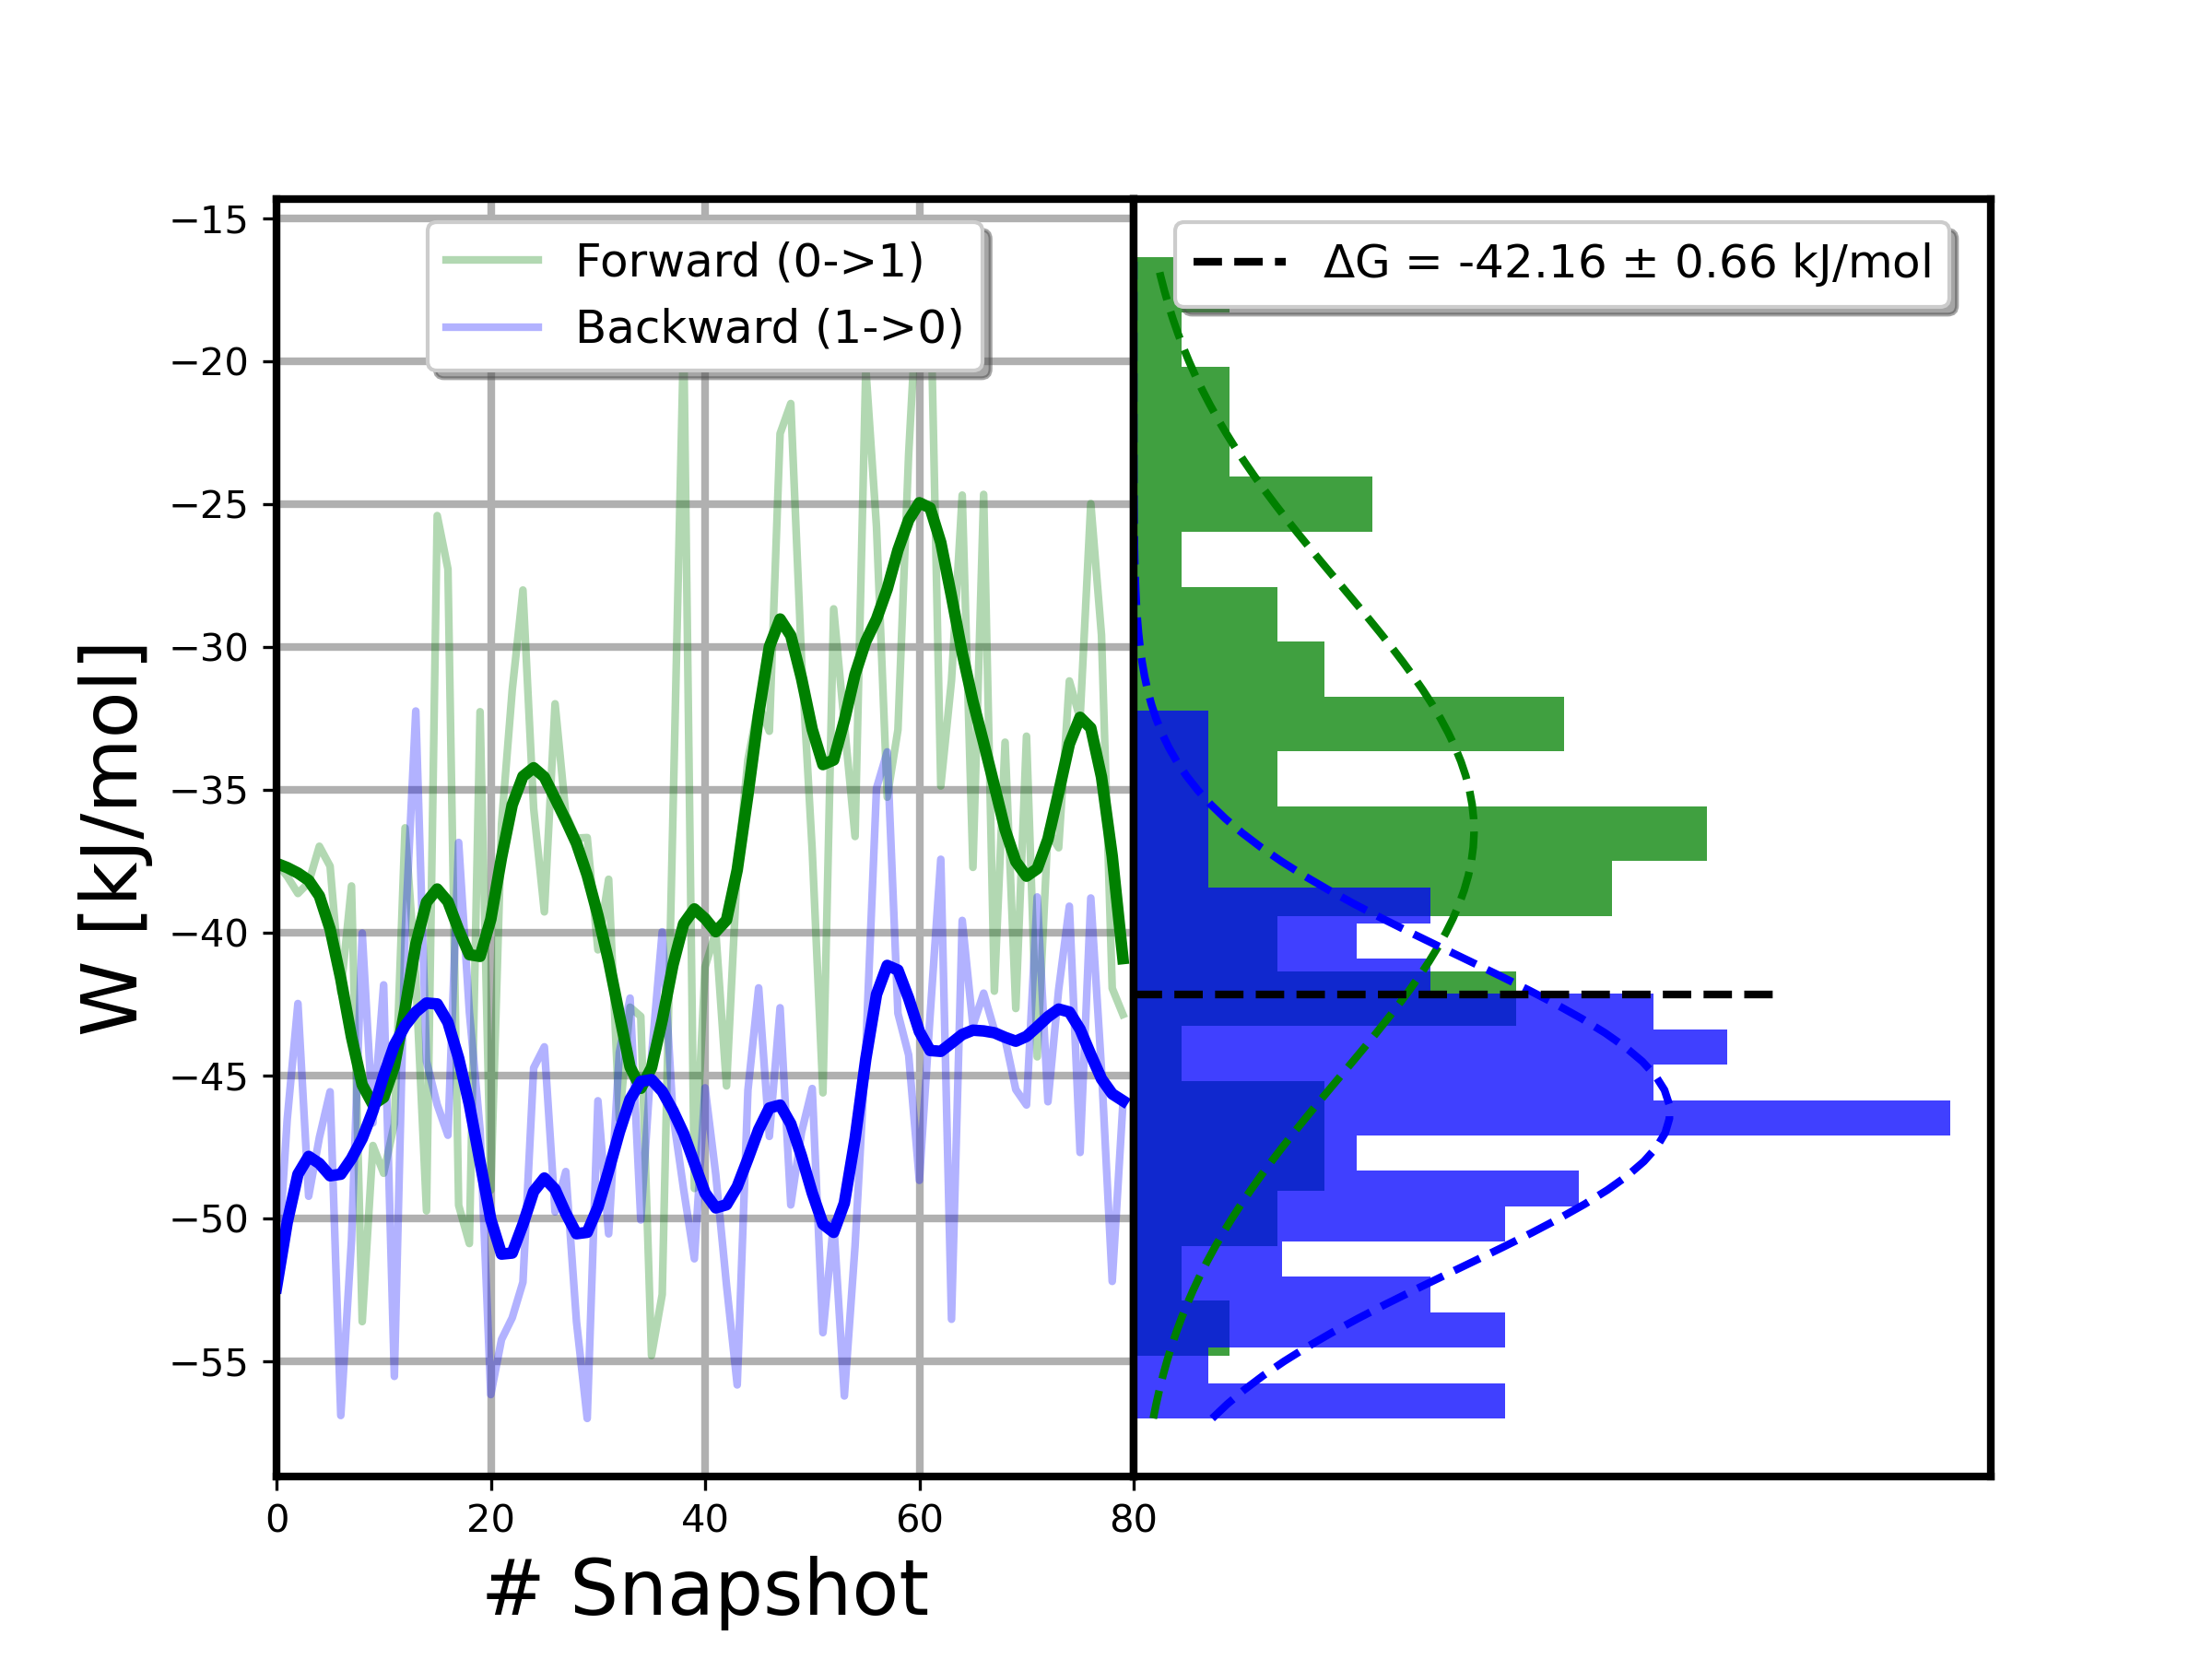 −15
−20
−25
−30
−35
−40
−45
−50
−55
W [kJ/mol]
Forward (0->1)
Backward (1->0)
ΔG = -42.16 ± 0.66 kJ/mol
0 20 40 60 80
# Snapshot